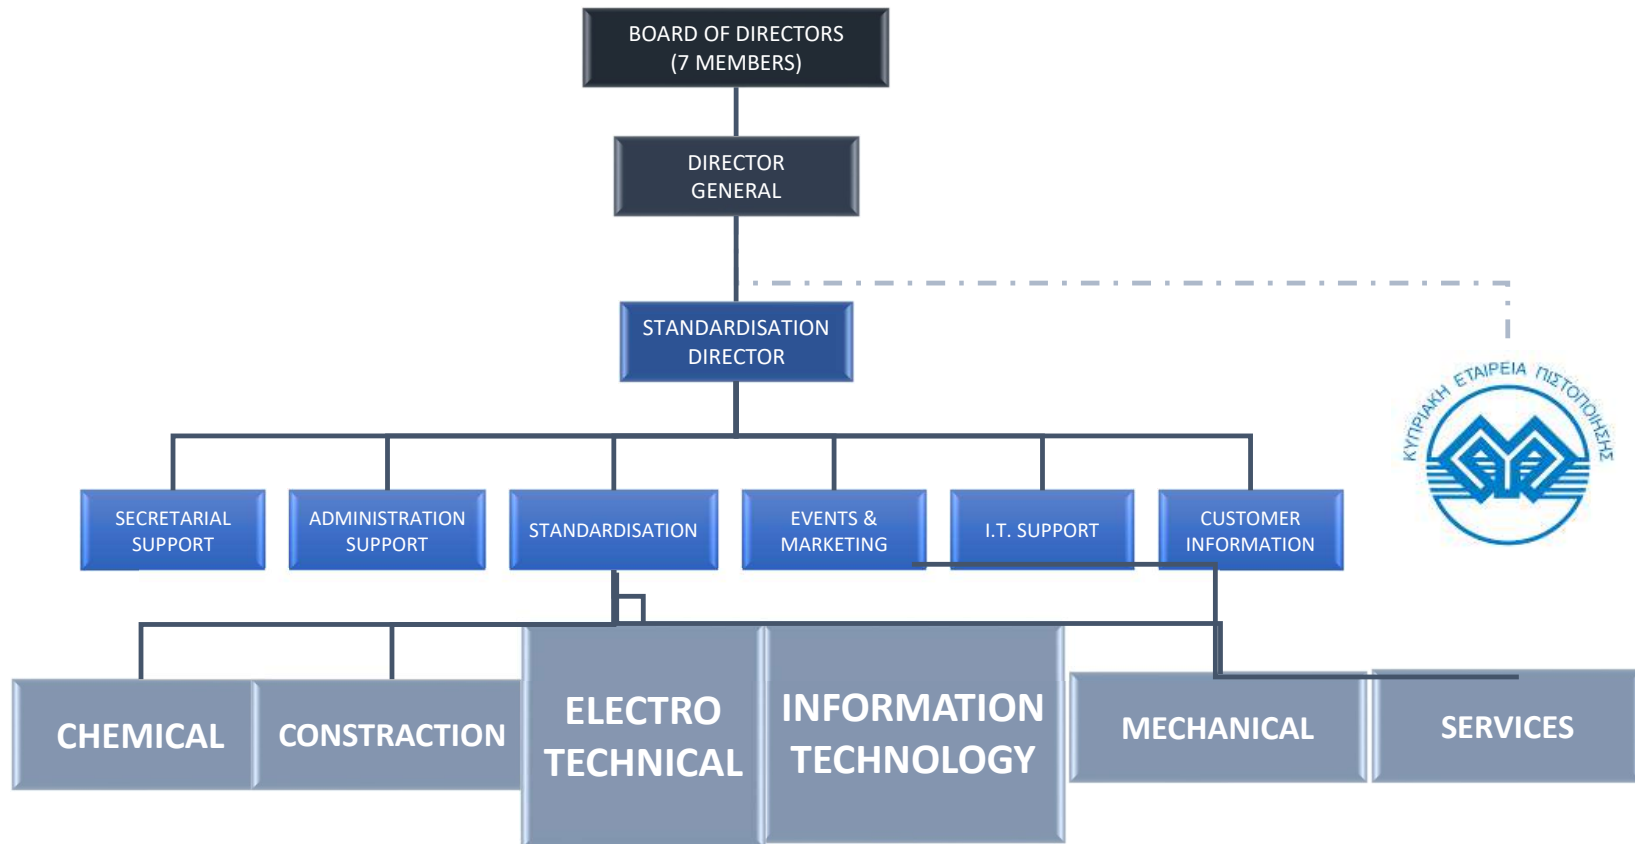 BOARD OF DIRECTORS
(7 MEMBERS)
DIRECTOR
GENERAL
STANDARDISATION
DIRECTOR
ΚΥΠΡΙΑΚΗ ΕΤΑΙΡΕΙΑ ΠΙΣΤΟΠΟΙΗΣΗΣ
SECRETARIAL
SUPPORT
ADMINISTRATION
SUPPORT
STANDARDISATION
EVENTS &
MARKETING
I.T. SUPPORT
CUSTOMER
INFORMATION
CHEMICAL
CONSTRACTION
ELECTRO
TECHNICAL
INFORMATION
TECHNOLOGY
MECHANICAL
SERVICES